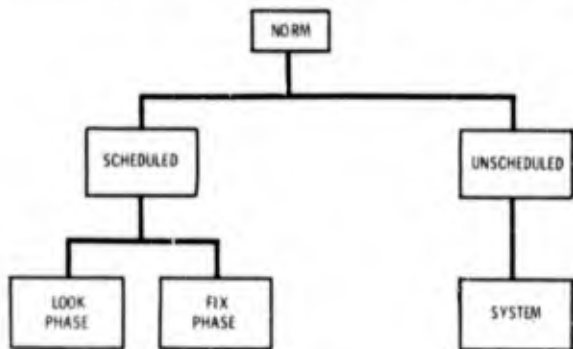 NORM
SCHEDULED
UNSCHEDULED
LOOK
PHASE
FIX
PHASE
SYSTEM